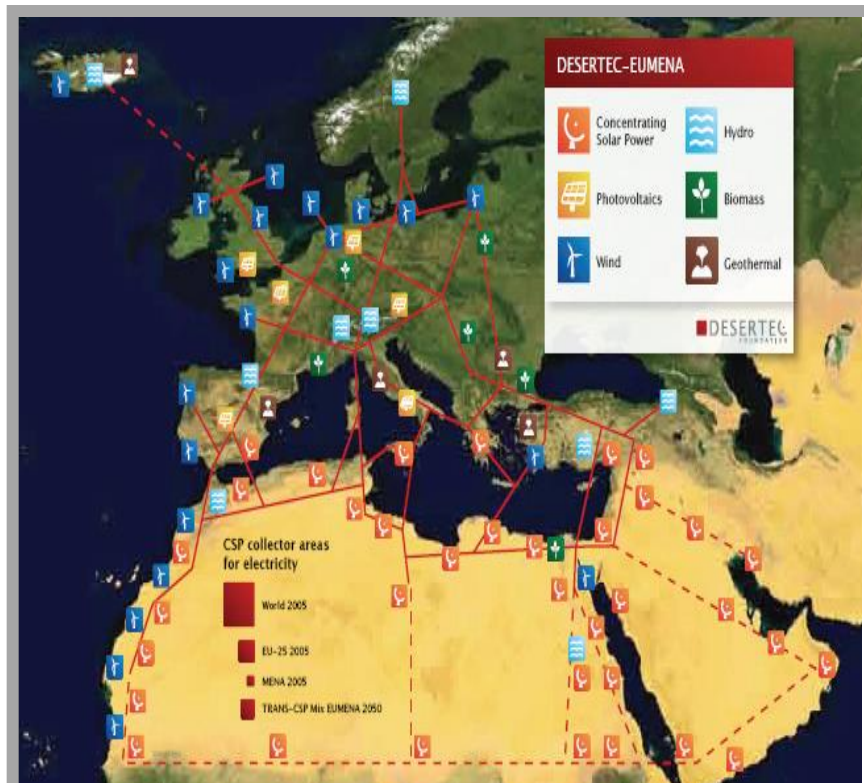 DESERTEC-EUMENA
Concentrating
Solar Power
Hydro
Photovoltaics
Biomass
Wind
Geothermal
DESERTEC
FOUNDATION
CSP collector areas
for electricity
World 2005
EU-25 2005
MENA 2005
TRANS-CSP Mix EUMENA 2050